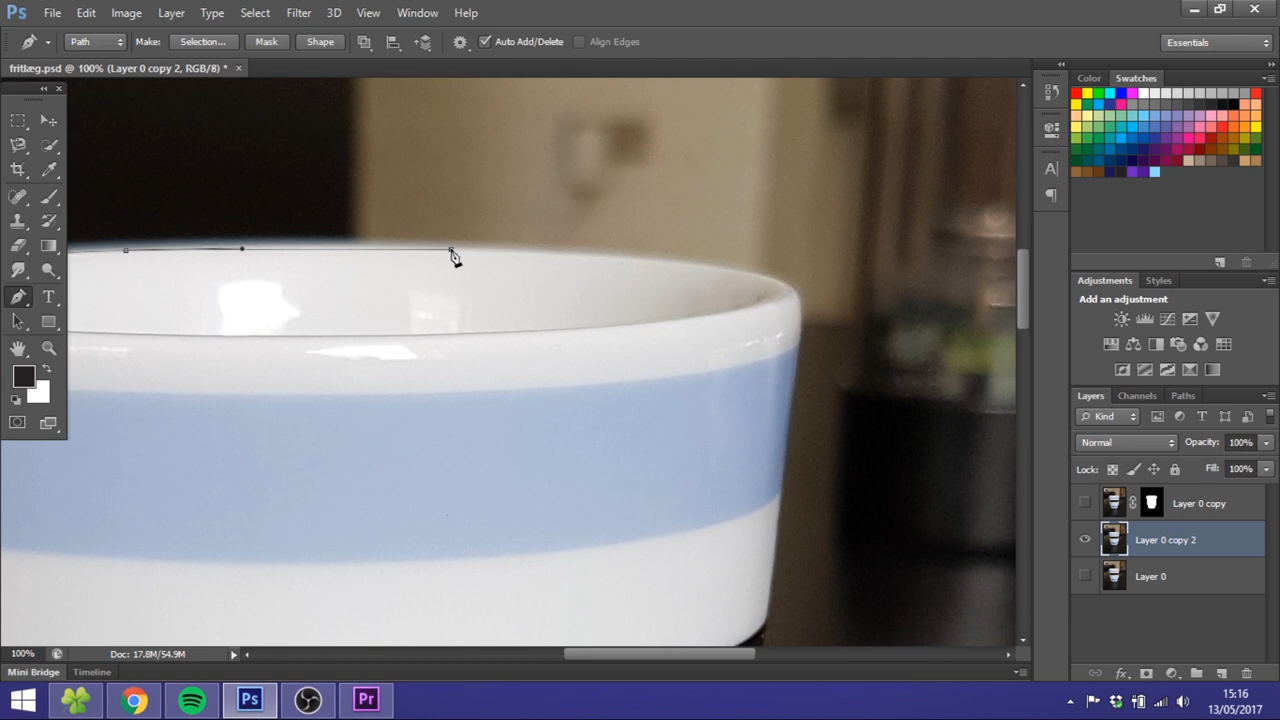 Ps File Edit Image Layer Type Select Filter 3D View Window Help
Path Make: Selection... Mask Shape Auto Add/Delete Align Edges Essentials
fritlæg.psd @ 100% (Layer 0 copy 2, RGB/8) * ×
Color Swatches
Adjustments Styles
Add an adjustment
Layers Channels Paths
Kind
Normal Opacity: 100%
Lock: Fill: 100%
Layer 0 copy
Layer 0 copy 2
Layer 0
100% Doc: 17.8M/54.9M
Mini Bridge Timeline
Ps Pr
15:16
13/05/2017